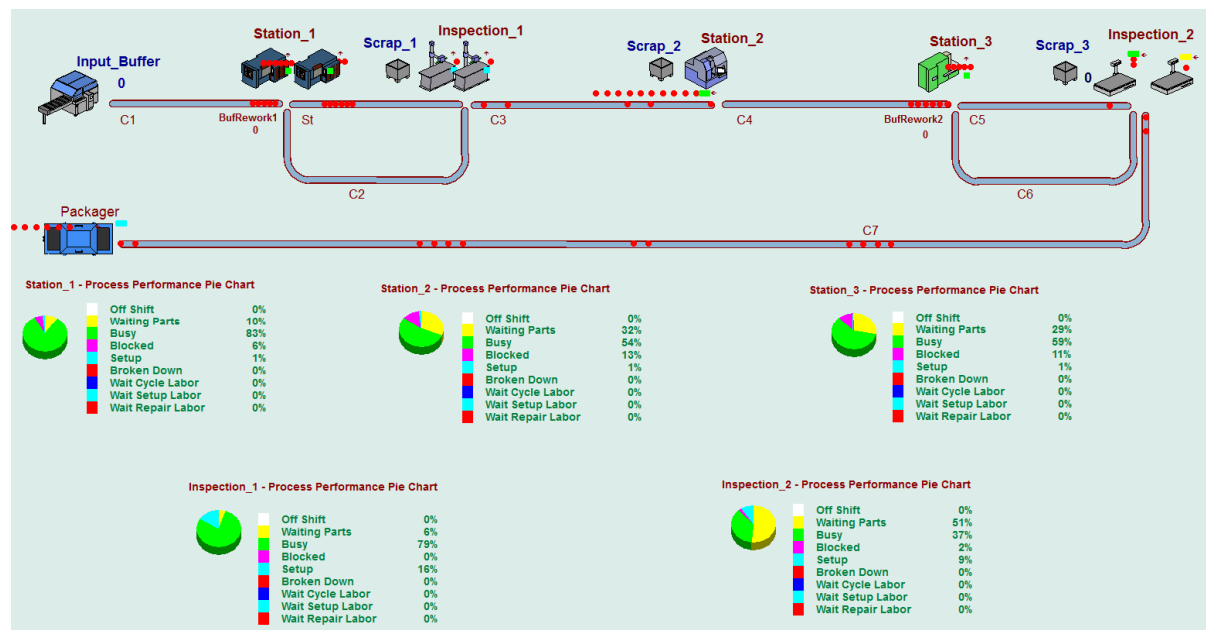 Station_1
Inspection_1
Scrap_1
Scrap_2
Station_2
Station_3
Scrap_3
Inspection_2
Input_Buffer
0
0
C1
BufRework1
0
St
C3
C4
BufRework2
0
C5
C2
C6
Packager
C7
Station_1 - Process Performance Pie Chart
Off Shift 0%
Waiting Parts 10%
Busy 83%
Blocked 6%
Setup 1%
Broken Down 0%
Wait Cycle Labor 0%
Wait Setup Labor 0%
Wait Repair Labor 0%
Station_2 - Process Performance Pie Chart
Off Shift 0%
Waiting Parts 32%
Busy 54%
Blocked 13%
Setup 1%
Broken Down 0%
Wait Cycle Labor 0%
Wait Setup Labor 0%
Wait Repair Labor 0%
Station_3 - Process Performance Pie Chart
Off Shift 0%
Waiting Parts 29%
Busy 59%
Blocked 11%
Setup 1%
Broken Down 0%
Wait Cycle Labor 0%
Wait Setup Labor 0%
Wait Repair Labor 0%
Inspection_1 - Process Performance Pie Chart
Off Shift 0%
Waiting Parts 6%
Busy 79%
Blocked 0%
Setup 16%
Broken Down 0%
Wait Cycle Labor 0%
Wait Setup Labor 0%
Wait Repair Labor 0%
Inspection_2 - Process Performance Pie Chart
Off Shift 0%
Waiting Parts 51%
Busy 37%
Blocked 2%
Setup 9%
Broken Down 0%
Wait Cycle Labor 0%
Wait Setup Labor 0%
Wait Repair Labor 0%